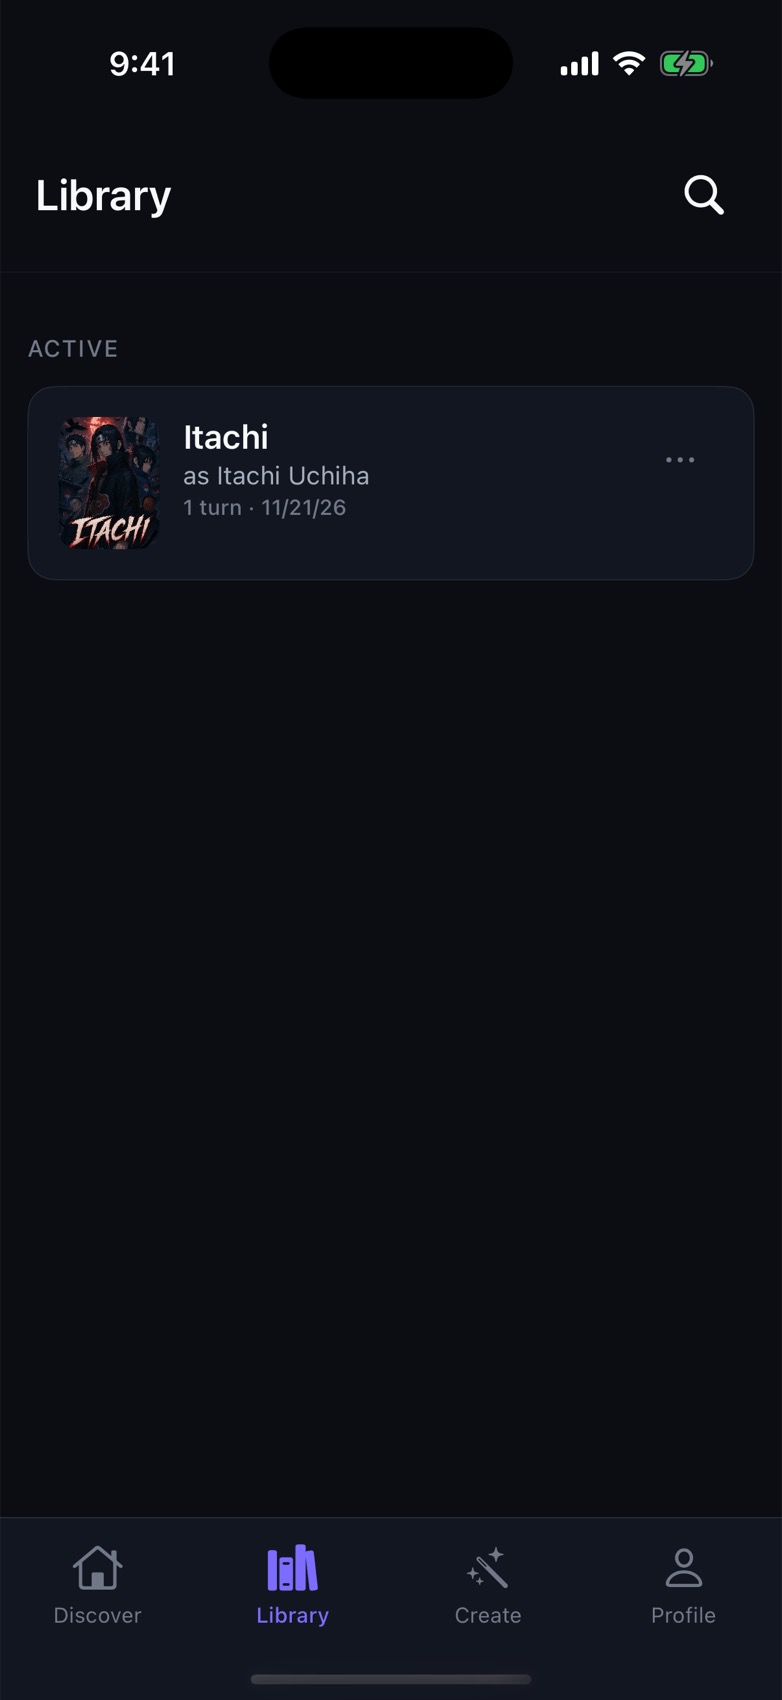 9:41
Library
ACTIVE
ITACHI
Itachi
as Itachi Uchiha
1 turn · 11/21/26
Discover
Library
Create
Profile